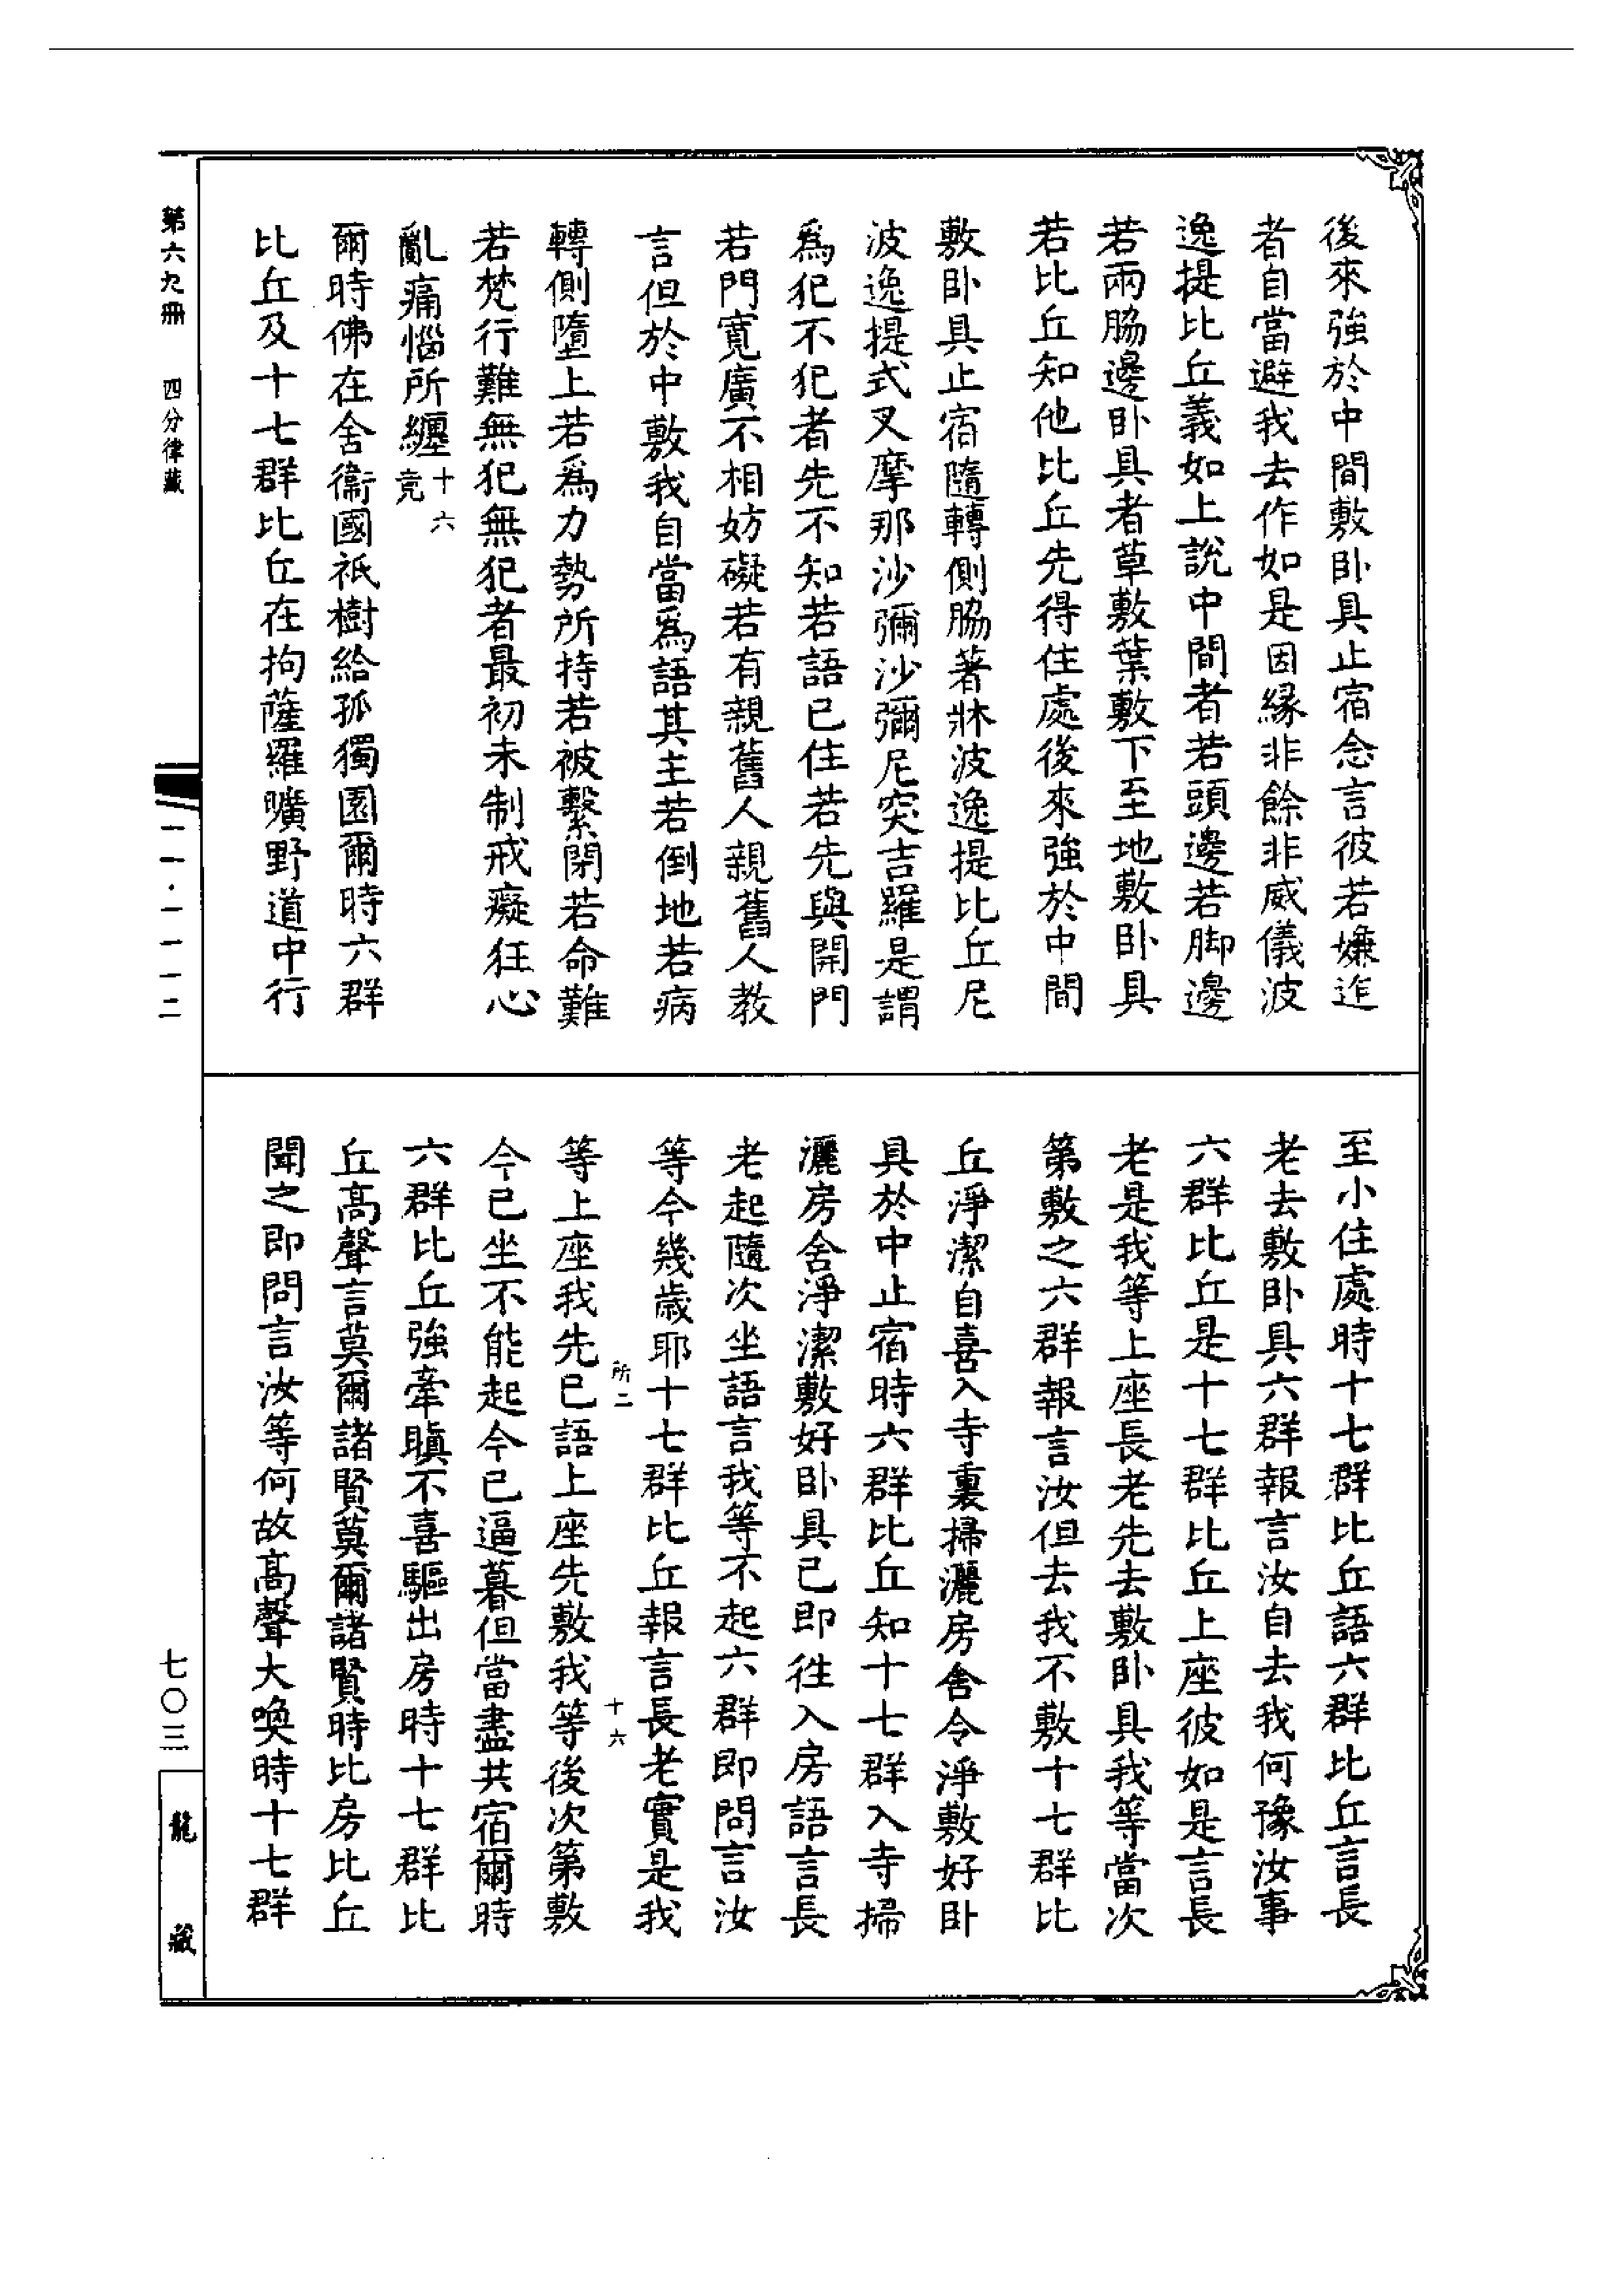 後來強於中間敷卧具止宿念言彼若嫌迮
者自當避我去作如是因緣非餘非威儀波
逸提比丘義如上說中間者若頭邊若脚邊
若兩脇邊卧具者草敷葉敷下至地敷卧具
若比丘知他比丘先得住處後來強於中間
敷卧具止宿隨轉側脇著牀波逸提比丘尼
波逸提式叉摩那沙彌沙彌尼突吉羅是謂
爲犯不犯者先不知若語已住若先與開門
若門寬廣不相妨礙若有親舊人親舊人教
言但於中敷我自當爲語其主若倒地若病
轉側墮上若爲力勢所持若被繫閉若命難
若梵行難無犯無犯者最初未制戒癡狂心
亂痛惱所纏十六竟
爾時佛在舍衞國祇樹給孤獨園爾時六群
比丘及十七群比丘在拘薩羅曠野道中行
至小住處時十七群比丘語六群比丘言長
老去敷卧具六群報言汝自去我何豫汝事
六群比丘是十七群比丘上座彼如是言長
老是我等上座長老先去敷卧具我等當次
第敷之六群報言汝但去我不敷十七群比
丘淨潔自喜入寺裏掃灑房舍令淨敷好卧
具於中止宿時六群比丘知十七群入寺掃
灑房舍淨潔敷好卧具已即徃入房語言長
老起隨次坐語言我等不起六群即問言汝
等今幾歳耶十七群比丘報言長老實是我
所二
十六
等上座我先已語上座先敷我等後次第敷
今已坐不能起今已逼暮但當盡共宿爾時
六群比丘強牽瞋不喜驅出房時十七群比
丘高聲言莫爾諸賢莫爾諸賢時比房比丘
聞之即問言汝等何故高聲大喚時十七群
第六九冊
四分律藏
一一·一一一二
七〇三
龍藏